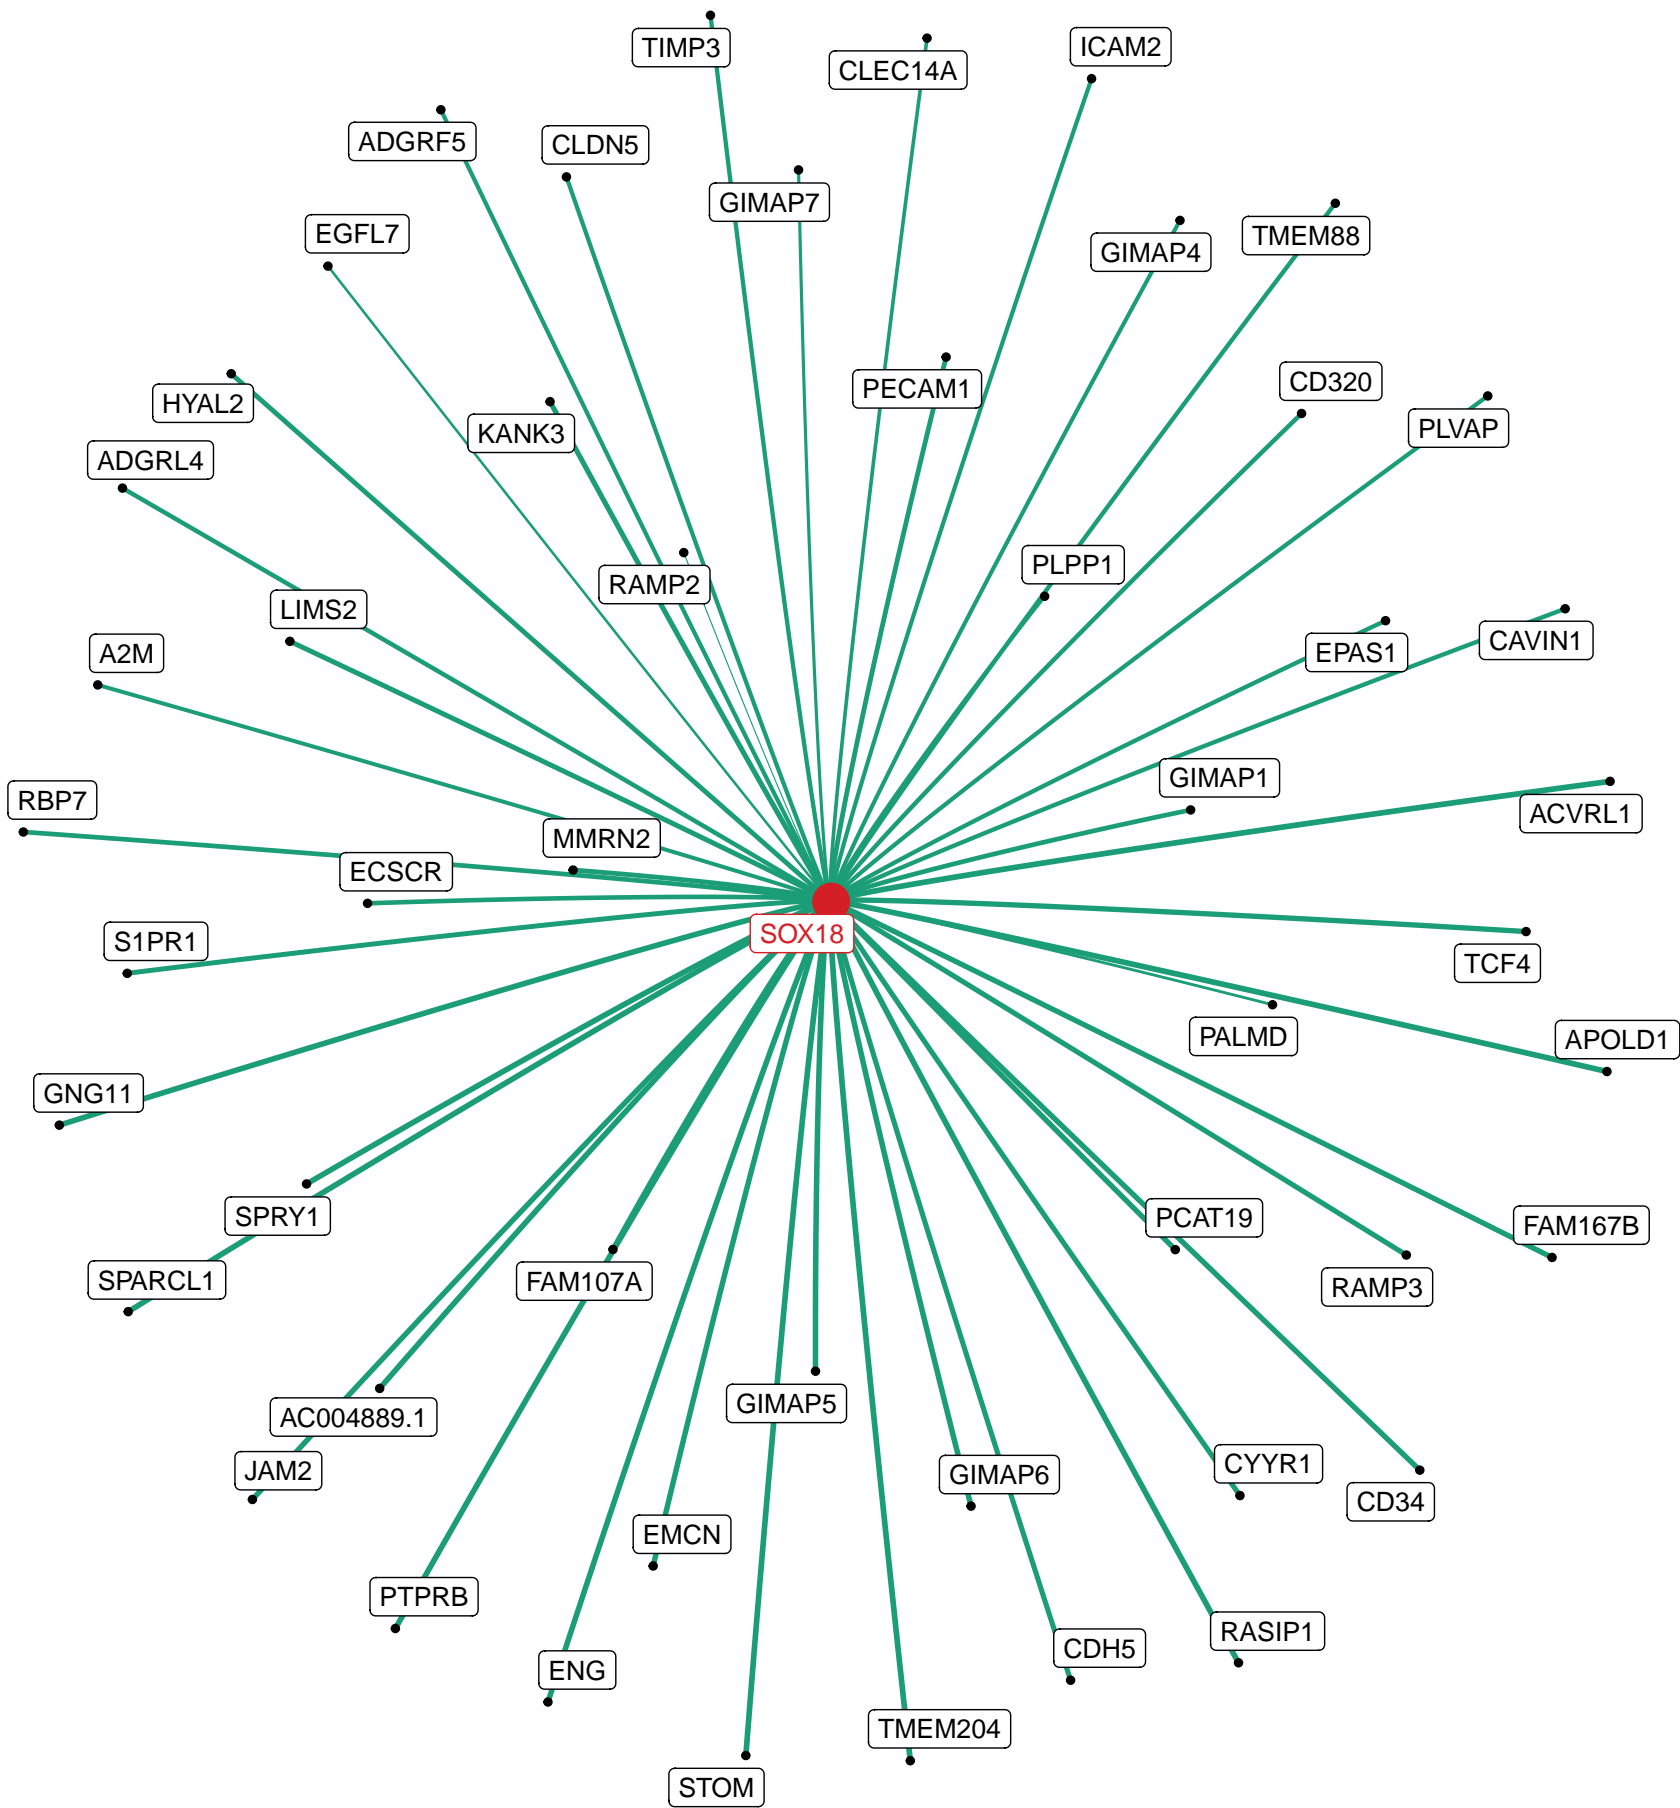 TIMP3
CLEC14A
ICAM2
ADGRF5
CLDN5
GIMAP7
EGFL7
GIMAP4
TMEM88
PECAM1
CD320
HYAL2
KANK3
PLVAP
ADGRL4
PLPP1
RAMP2
LIMS2
A2M
EPAS1
CAVIN1
GIMAP1
RBP7
ACVRL1
MMRN2
ECSCR
SOX18
S1PR1
TCF4
PALMD
APOLD1
GNG11
SPRY1
PCAT19
FAM167B
SPARCL1
FAM107A
RAMP3
GIMAP5
AC004889.1
JAM2
GIMAP6
CYYR1
CD34
EMCN
PTPRB
RASIP1
CDH5
ENG
TMEM204
STOM